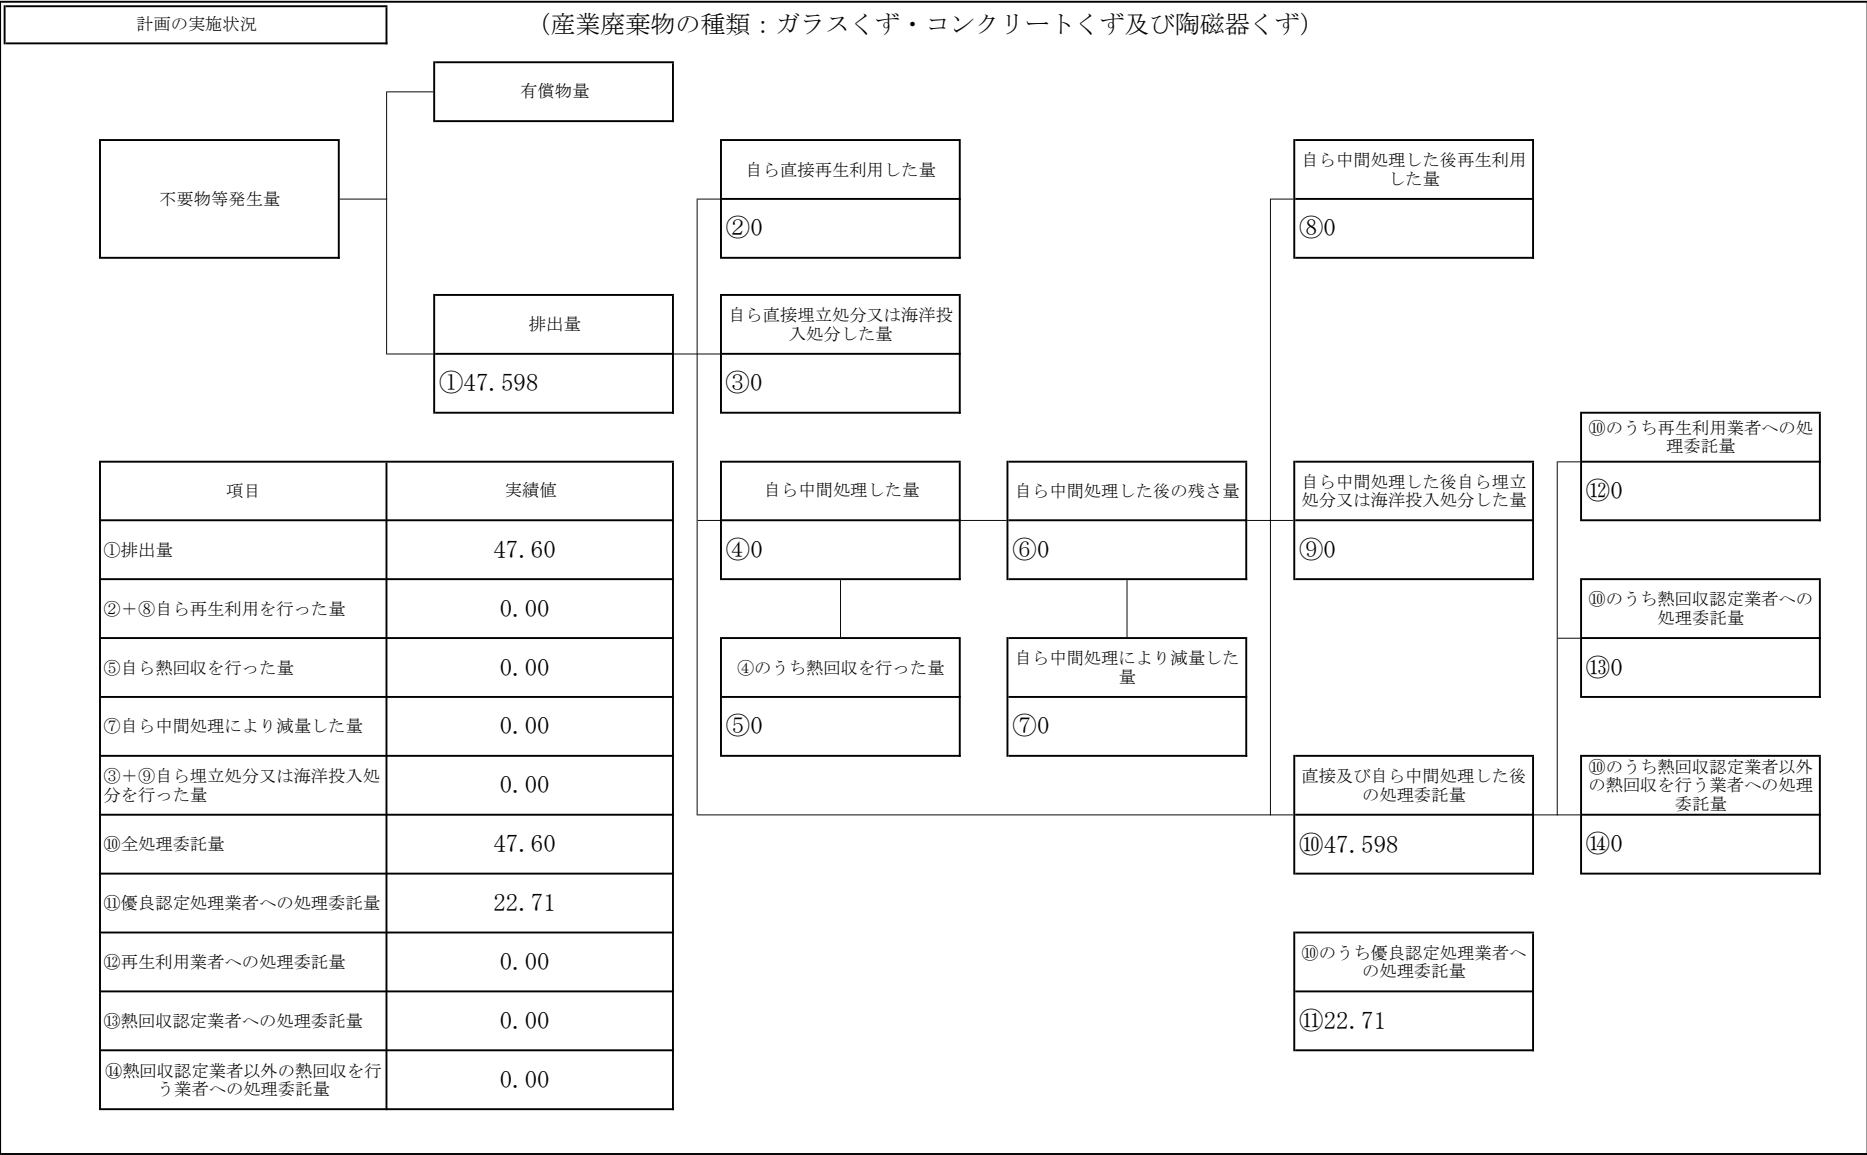 計画の実施状況
(産業廃棄物の種類:ガラスくず・コンクリートくず及び陶磁器くず)
有償物量
不要物等発生量
自ら直接再生利用した量
②0
自ら中間処理した後再生利用
した量
⑧0
排出量
①47.598
自ら直接埋立処分又は海洋投
入処分した量
③0
⑩のうち再生利用業者への処
理委託量
⑫0
項目 実績値
①排出量 47.60
②+⑧自ら再生利用を行った量 0.00
⑤自ら熱回収を行った量 0.00
⑦自ら中間処理により減量した量 0.00
③+⑨自ら埋立処分又は海洋投入処
分を行った量 0.00
⑩全処理委託量 47.60
⑪優良認定処理業者への処理委託量 22.71
⑫再生利用業者への処理委託量 0.00
⑬熱回収認定業者への処理委託量 0.00
⑭熱回収認定業者以外の熱回収を行
う業者への処理委託量 0.00
自ら中間処理した量
④0
自ら中間処理した後の残さ量
⑥0
自ら中間処理した後自ら埋立
処分又は海洋投入処分した量
⑨0
④のうち熱回収を行った量
⑤0
自ら中間処理により減量した
量
⑦0
⑩のうち熱回収認定業者への
処理委託量
⑬0
直接及び自ら中間処理した後
の処理委託量
⑩47.598
⑩のうち熱回収認定業者以外
の熱回収を行う業者への処理
委託量
⑭0
⑩のうち優良認定処理業者へ
の処理委託量
⑪22.71